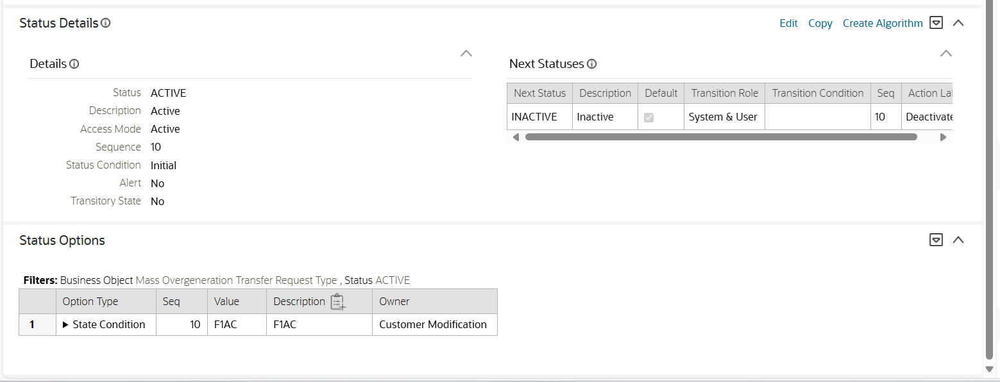 Status Details
Edit Copy Create Algorithm
Details
Status ACTIVE
Description Active
Access Mode Active
Sequence 10
Status Condition Initial
Alert No
Transitory State No
Next Statuses
Next Status Description Default Transition Role Transition Condition Seq Action Lal
INACTIVE Inactive System & User 10 Deactivate
Status Options
Filters: Business Object Mass Overgeneration Transfer Request Type , Status ACTIVE
Option Type Seq Value Description Owner
1 State Condition 10 F1AC F1AC Customer Modification